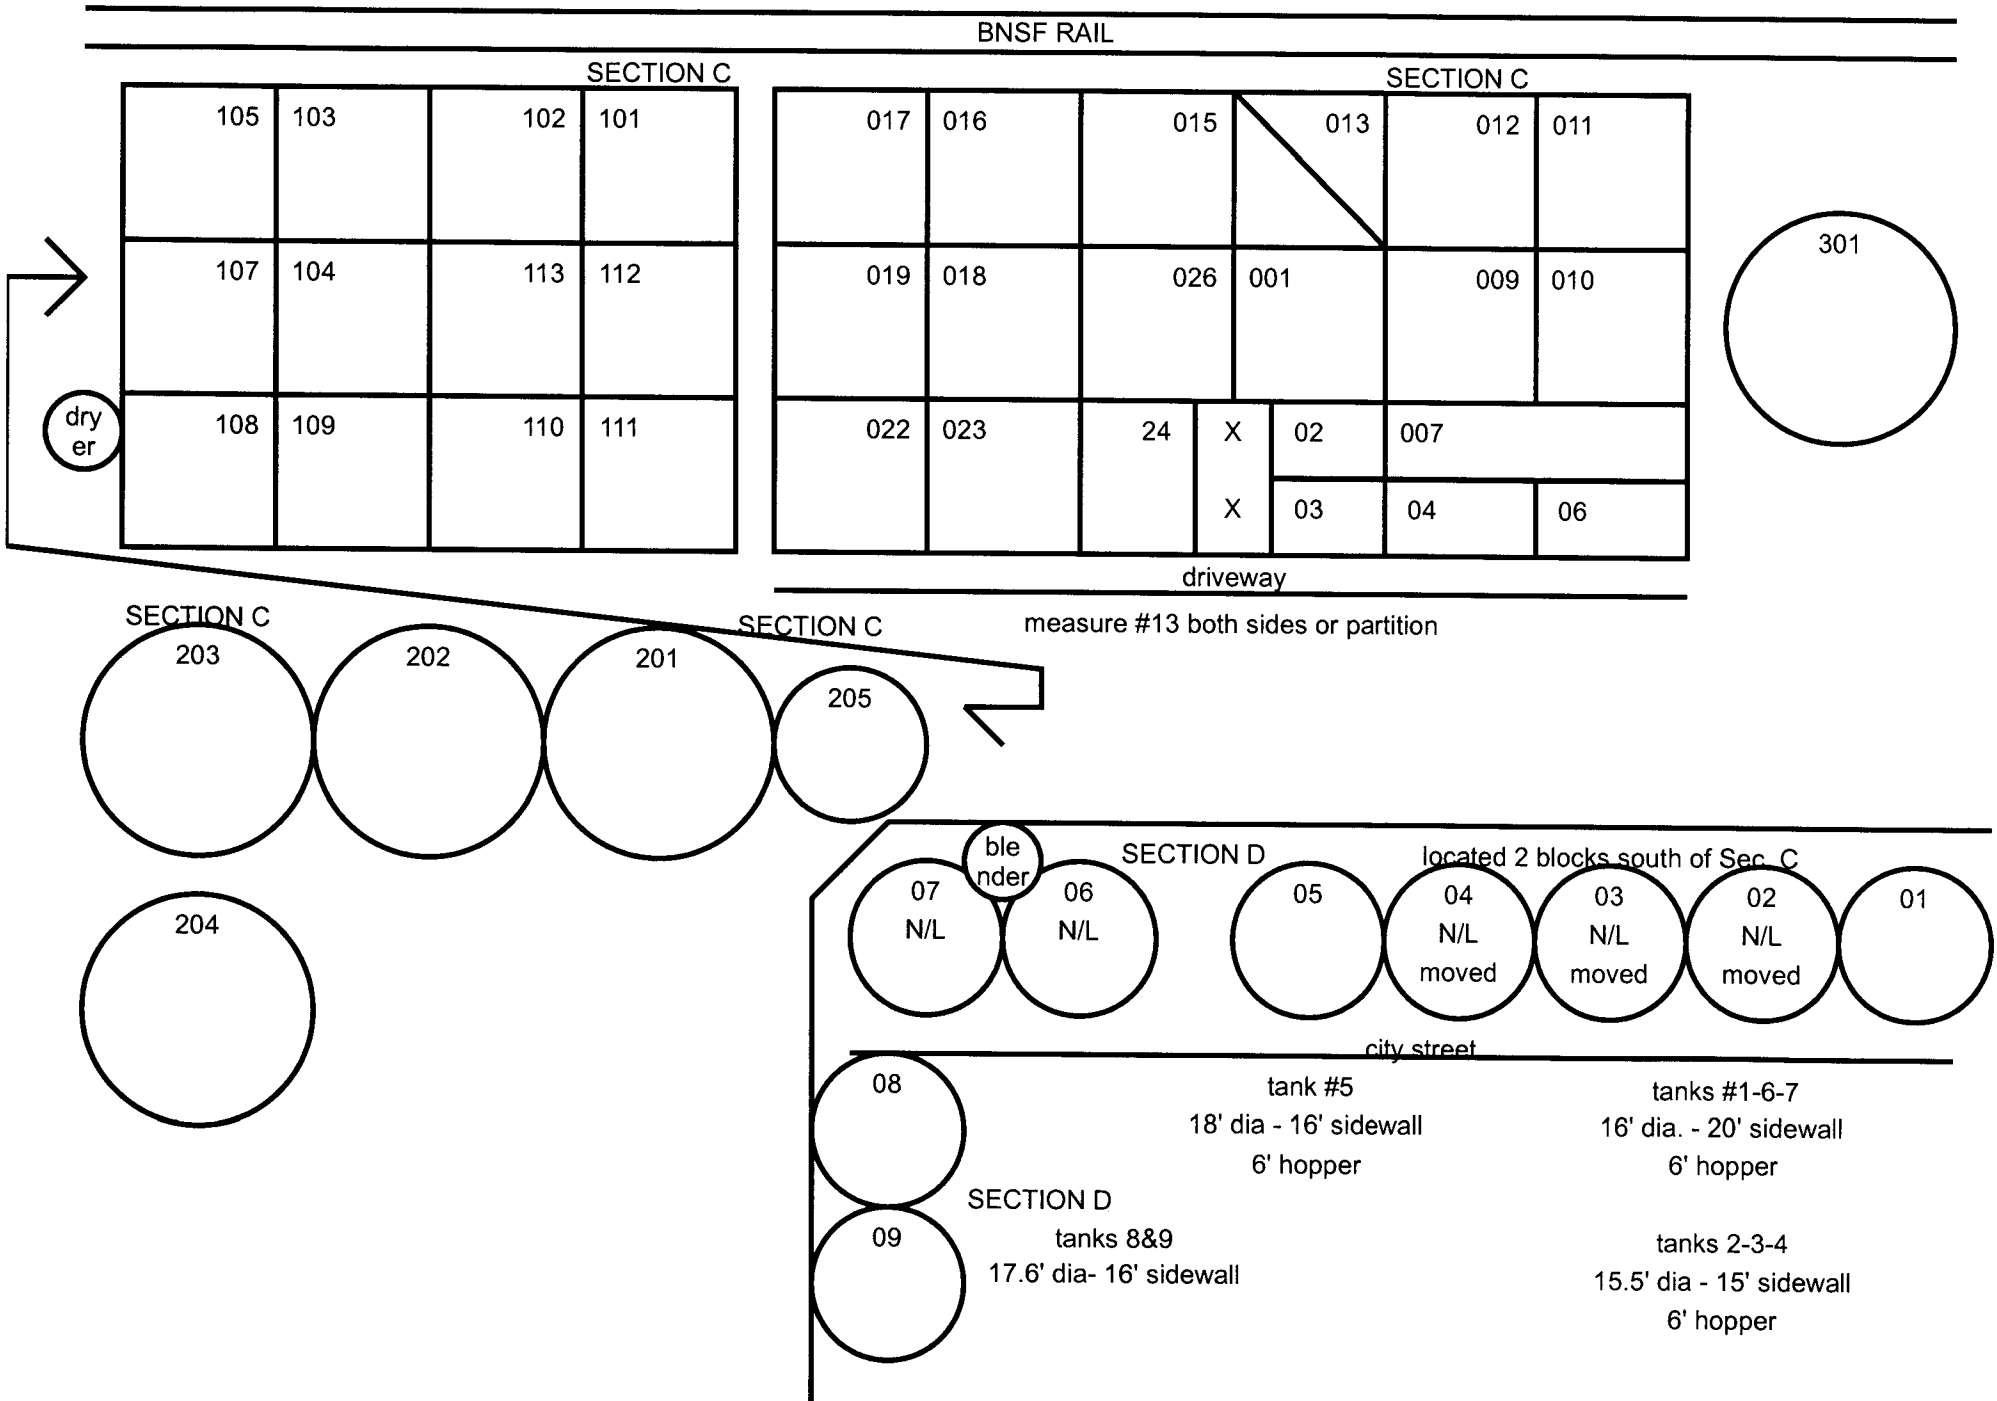 BNSF RAIL
SECTION C
SECTION C
105 103 102 101
017 016 015 013 012 011
107 104 113 112
019 018 026 001 009 010
301
dry
er
108 109 110 111
022 023 24 X 02 007
X 03 04 06
driveway
measure #13 both sides or partition
SECTION C
SECTION C
203 202 201 205
204
ble
nder
SECTION D
located 2 blocks south of Sec. C
07 06 05 04 03 02 01
N/L N/L N/L N/L N/L
moved moved moved
city street
08
tank #5
18' dia - 16' sidewall
6' hopper
tanks #1-6-7
16' dia. - 20' sidewall
6' hopper
SECTION D
09
tanks 8&9
17.6' dia- 16' sidewall
tanks 2-3-4
15.5' dia - 15' sidewall
6' hopper